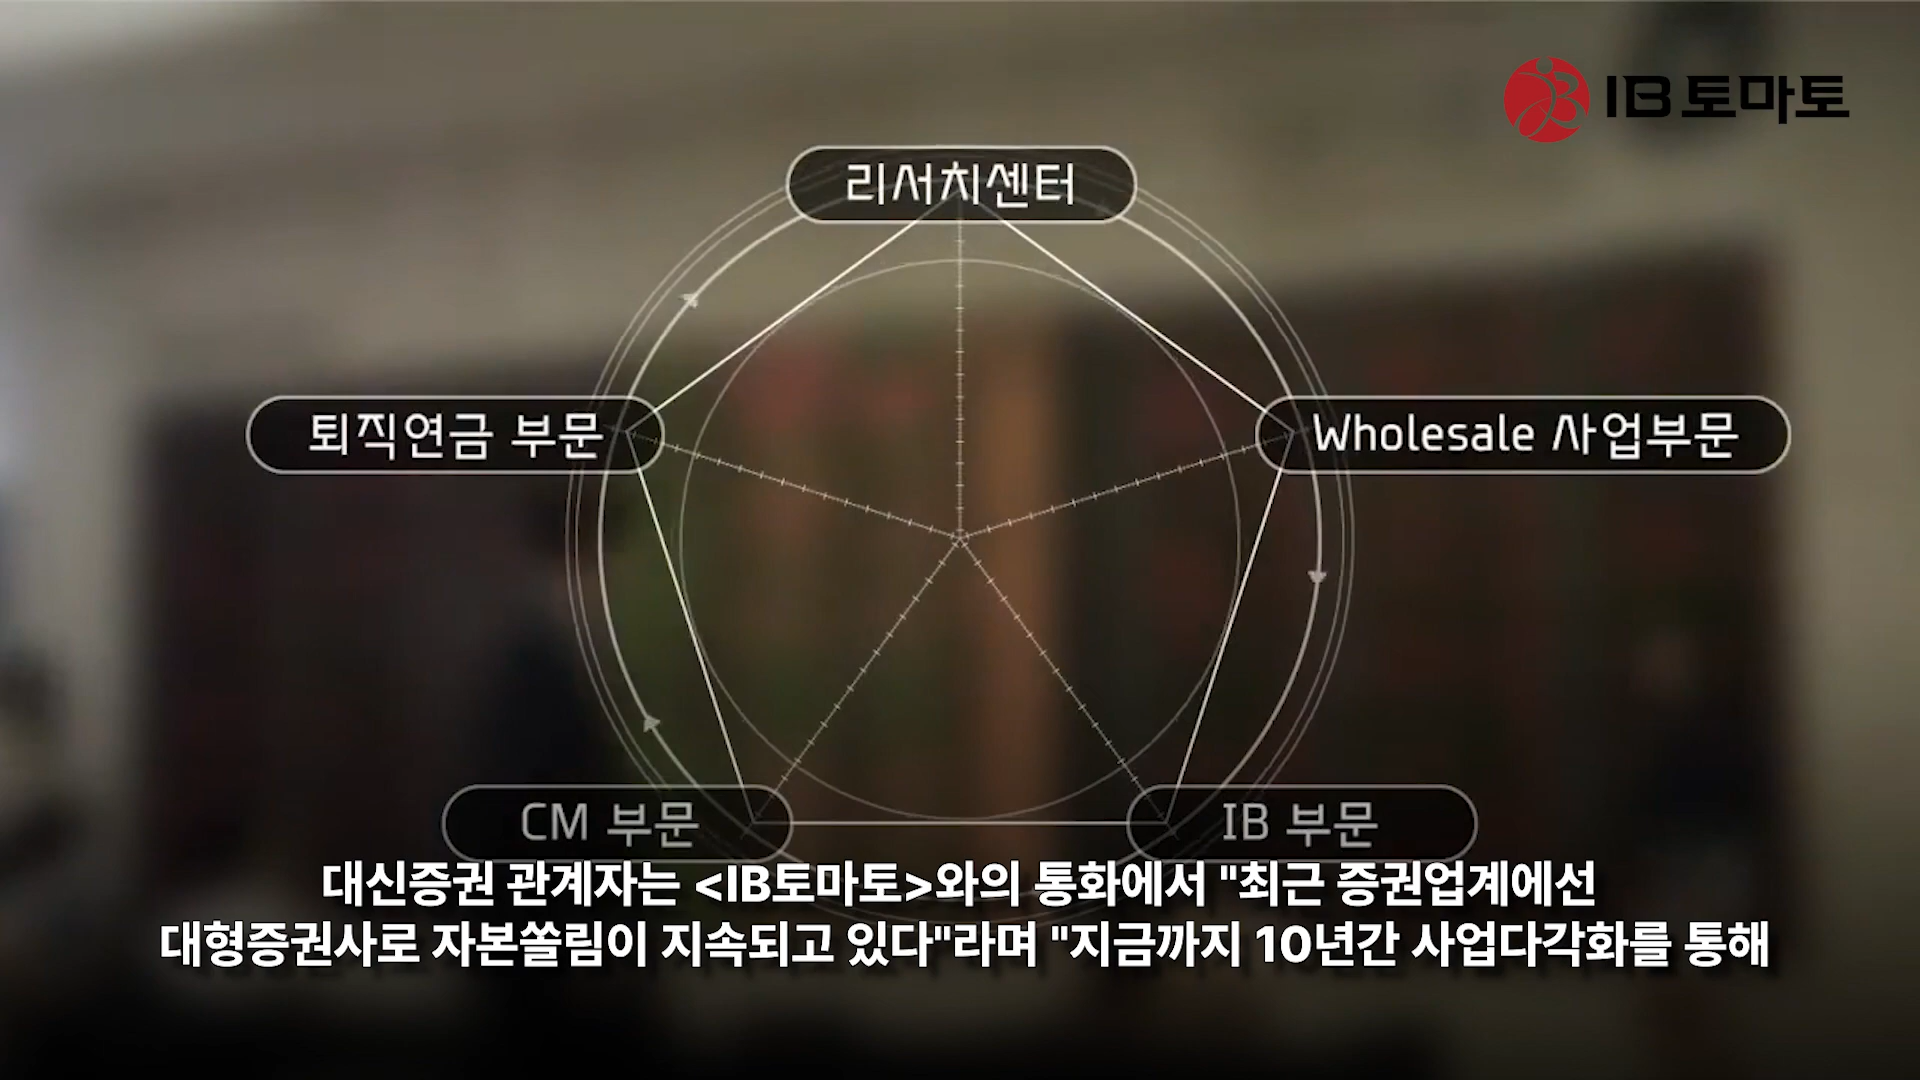 IB토마토
리서치센터
퇴직연금 부문
Wholesale 사업부문
CM 부문
IB 부문
대신증권 관계자는 <IB토마토>와의 통화에서 "최근 증권업계에선
대형증권사로 자본쏠림이 지속되고 있다"라며 "지금까지 10년간 사업다각화를 통해